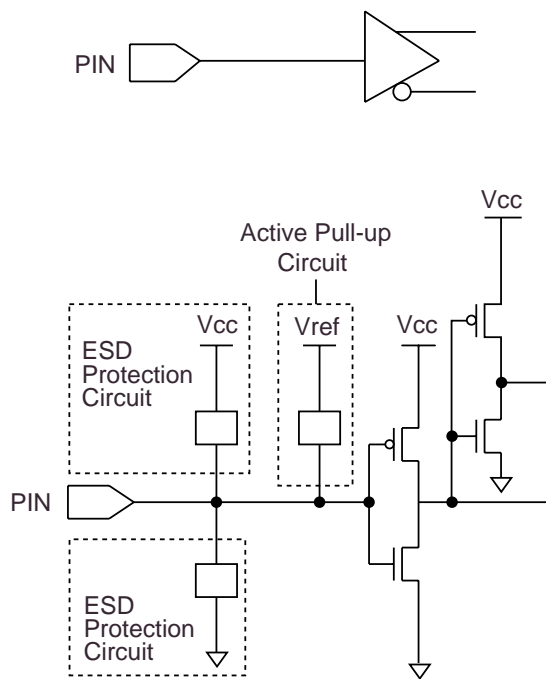 PIN
Vcc
Active Pull-up
Circuit
Vcc
Vref
Vcc
ESD
Protection
Circuit
PIN
ESD
Protection
Circuit